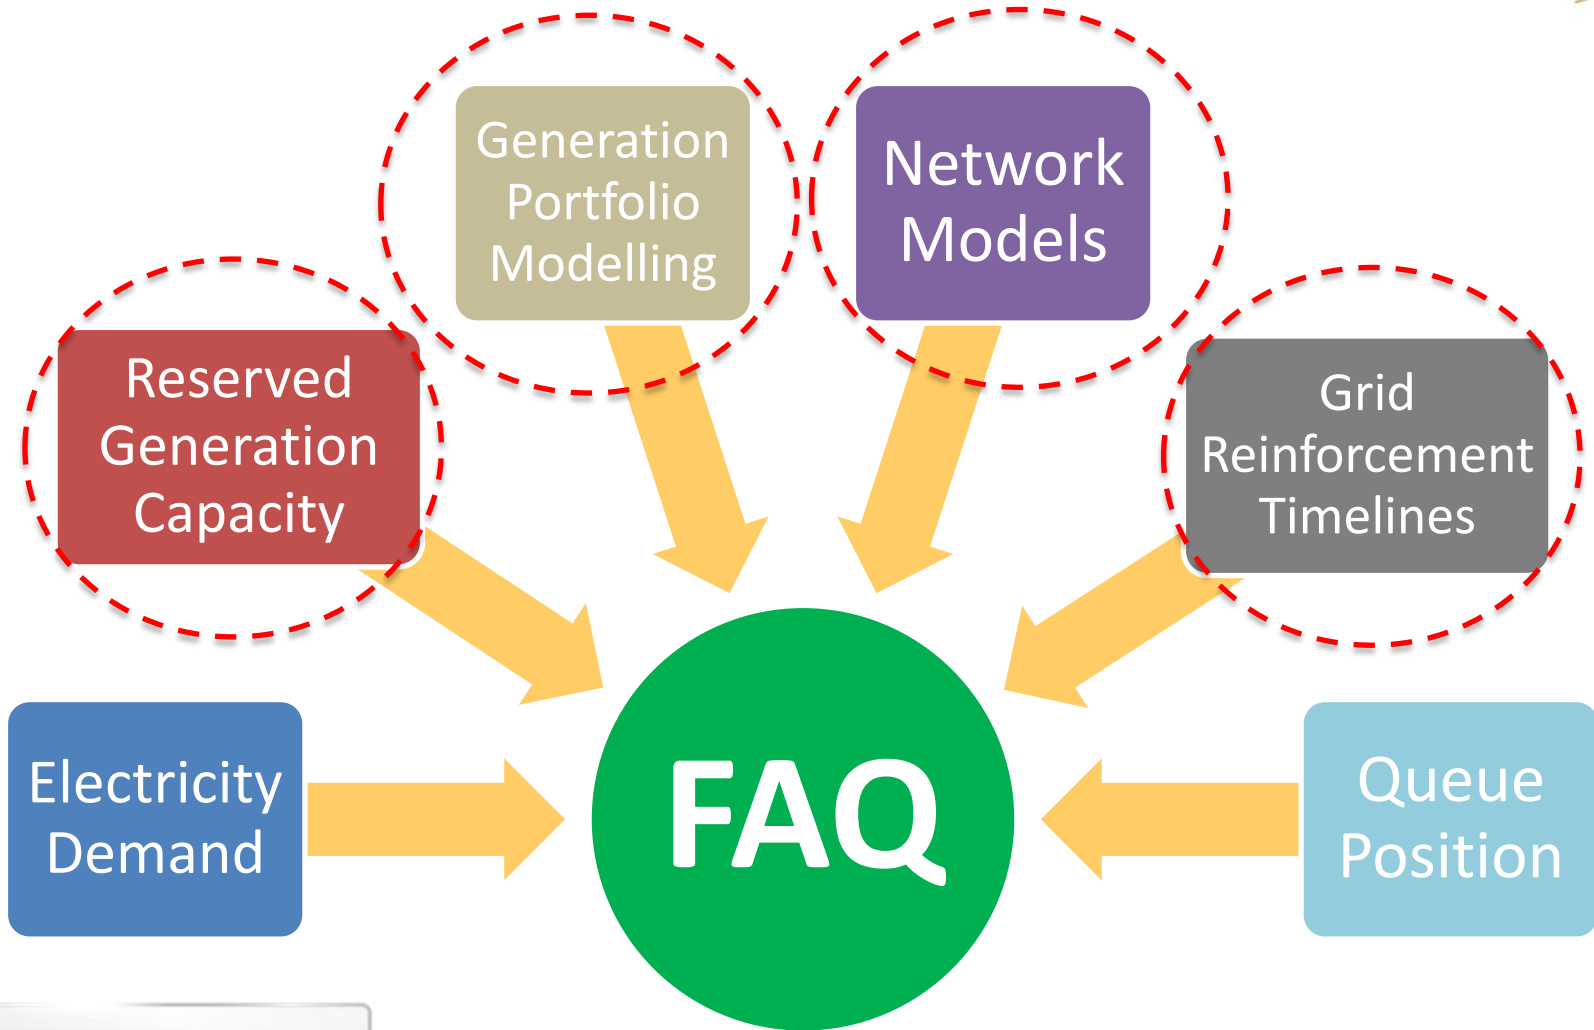 Generation
Portfolio
Modelling
Network
Models
Reserved
Generation
Capacity
Grid
Reinforcement
Timelines
Electricity
Demand
FAQ
Queue
Position